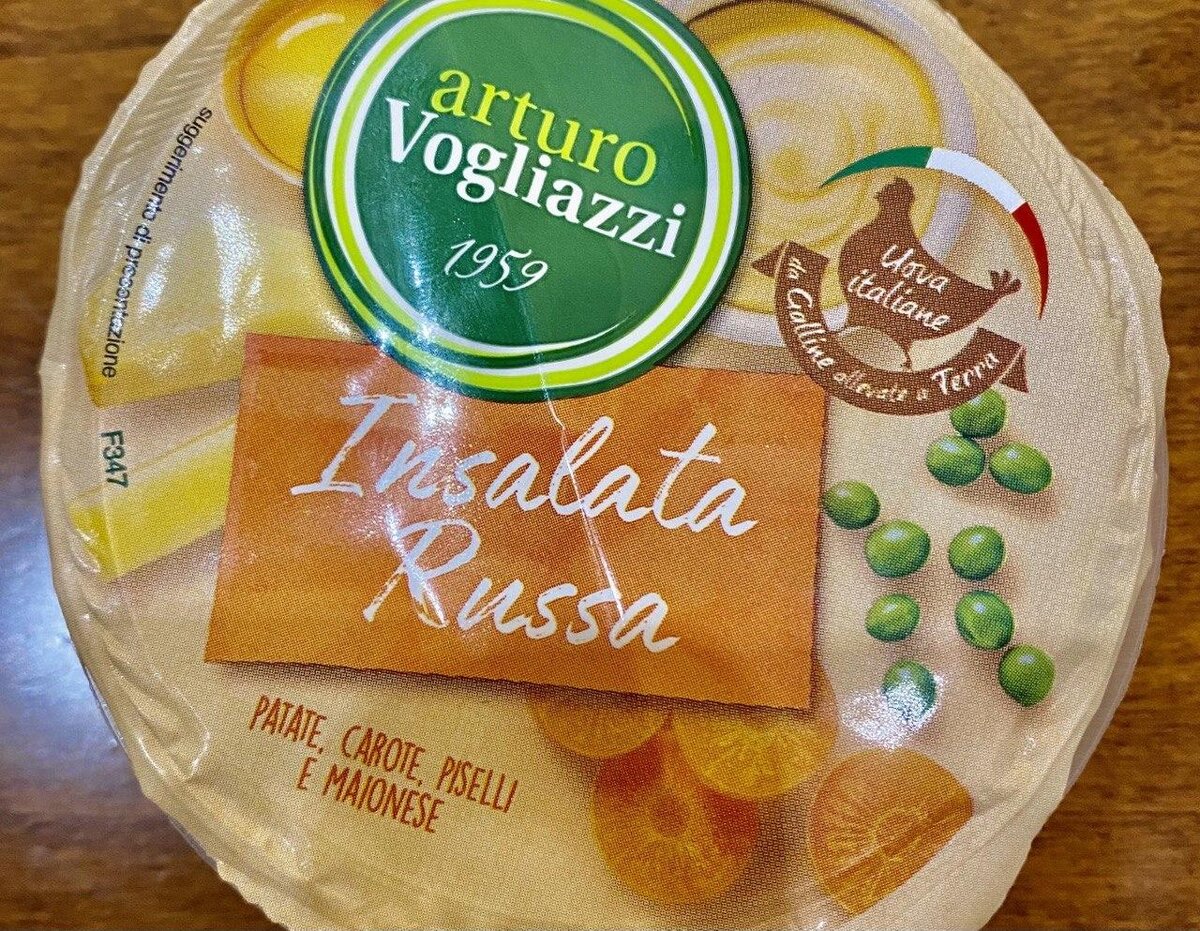 arturo
Vogliazzi
1959
Uova
italiane
da Galline allevate a Terra
suggerimento di presentazione
F347
Insalata
Russa
PATATE, CAROTE, PISELLI
E MAIONESE